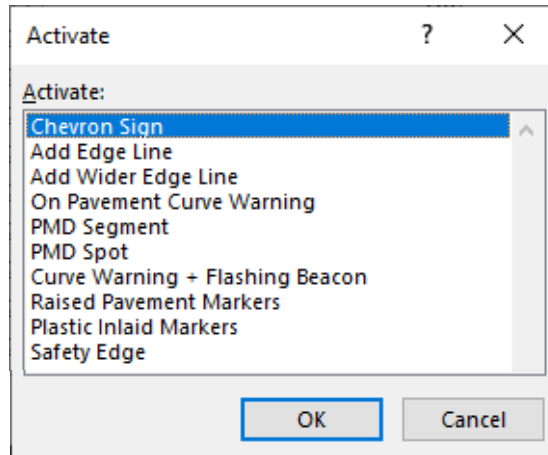 Activate
?
Activate:
Chevron Sign
Add Edge Line
Add Wider Edge Line
On Pavement Curve Warning
PMD Segment
PMD Spot
Curve Warning + Flashing Beacon
Raised Pavement Markers
Plastic Inlaid Markers
Safety Edge
OK Cancel